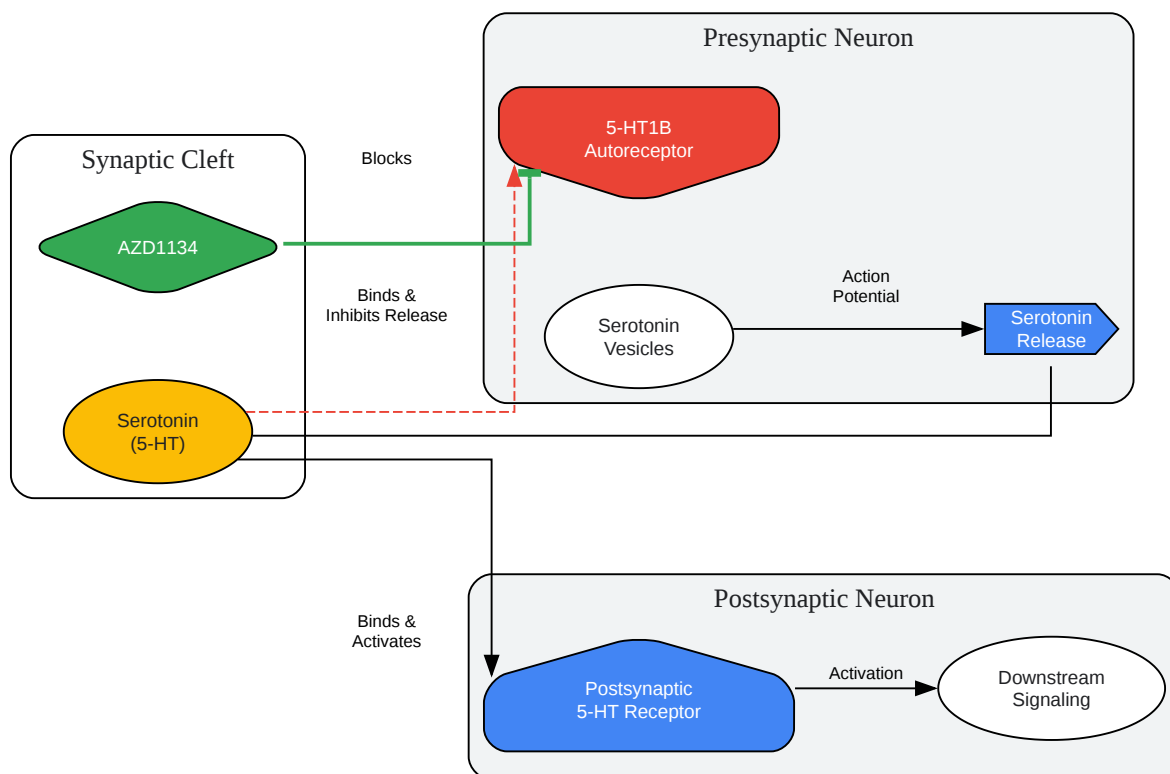 Presynaptic Neuron
5-HT1B
Autoreceptor
Synaptic Cleft
Blocks
AZD1134
Action
Potential
Binds &
Inhibits Release
Serotonin
Vesicles
Serotonin
Release
Serotonin
(5-HT)
Postsynaptic Neuron
Binds &
Activates
Postsynaptic
5-HT Receptor
Activation
Downstream
Signaling